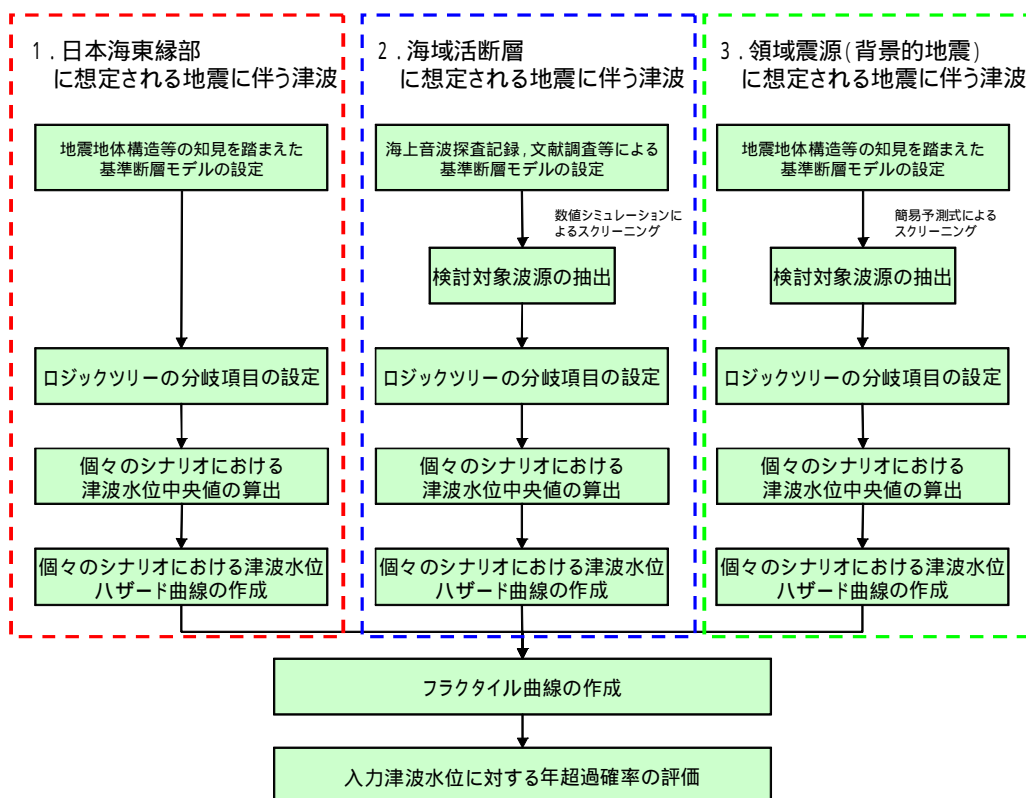 1.日本海東縁部
に想定される地震に伴う津波
地震地体構造等の知見を踏まえた
基準断層モデルの設定
ロジックツリーの分岐項目の設定
個々のシナリオにおける
津波水位中央値の算出
個々のシナリオにおける津波水位
ハザード曲線の作成
2.海域活断層
に想定される地震に伴う津波
海上音波探査記録,文献調査等による
基準断層モデルの設定
数値シミュレーションに
よるスクリーニング
検討対象波源の抽出
ロジックツリーの分岐項目の設定
個々のシナリオにおける
津波水位中央値の算出
個々のシナリオにおける津波水位
ハザード曲線の作成
3.領域震源(背景的地震)
に想定される地震に伴う津波
地震地体構造等の知見を踏まえた
基準断層モデルの設定
簡易予測式による
スクリーニング
検討対象波源の抽出
ロジックツリーの分岐項目の設定
個々のシナリオにおける
津波水位中央値の算出
個々のシナリオにおける津波水位
ハザード曲線の作成
フラクタイル曲線の作成
入力津波水位に対する年超過確率の評価